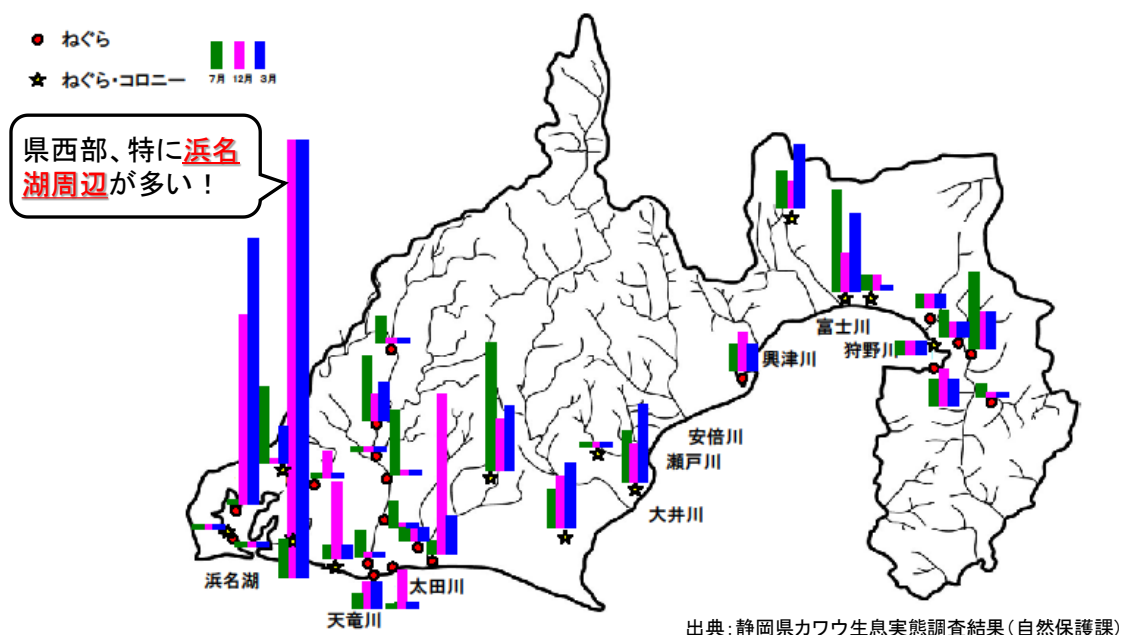 ねぐら
ねぐら・コロニー
7月 12月 3月
県西部、特に浜名
湖周辺が多い！
富士川
狩野川
興津川
安倍川
瀬戸川
大井川
太田川
浜名湖
天竜川
出典：静岡県カワウ生息実態調査結果（自然保護課）